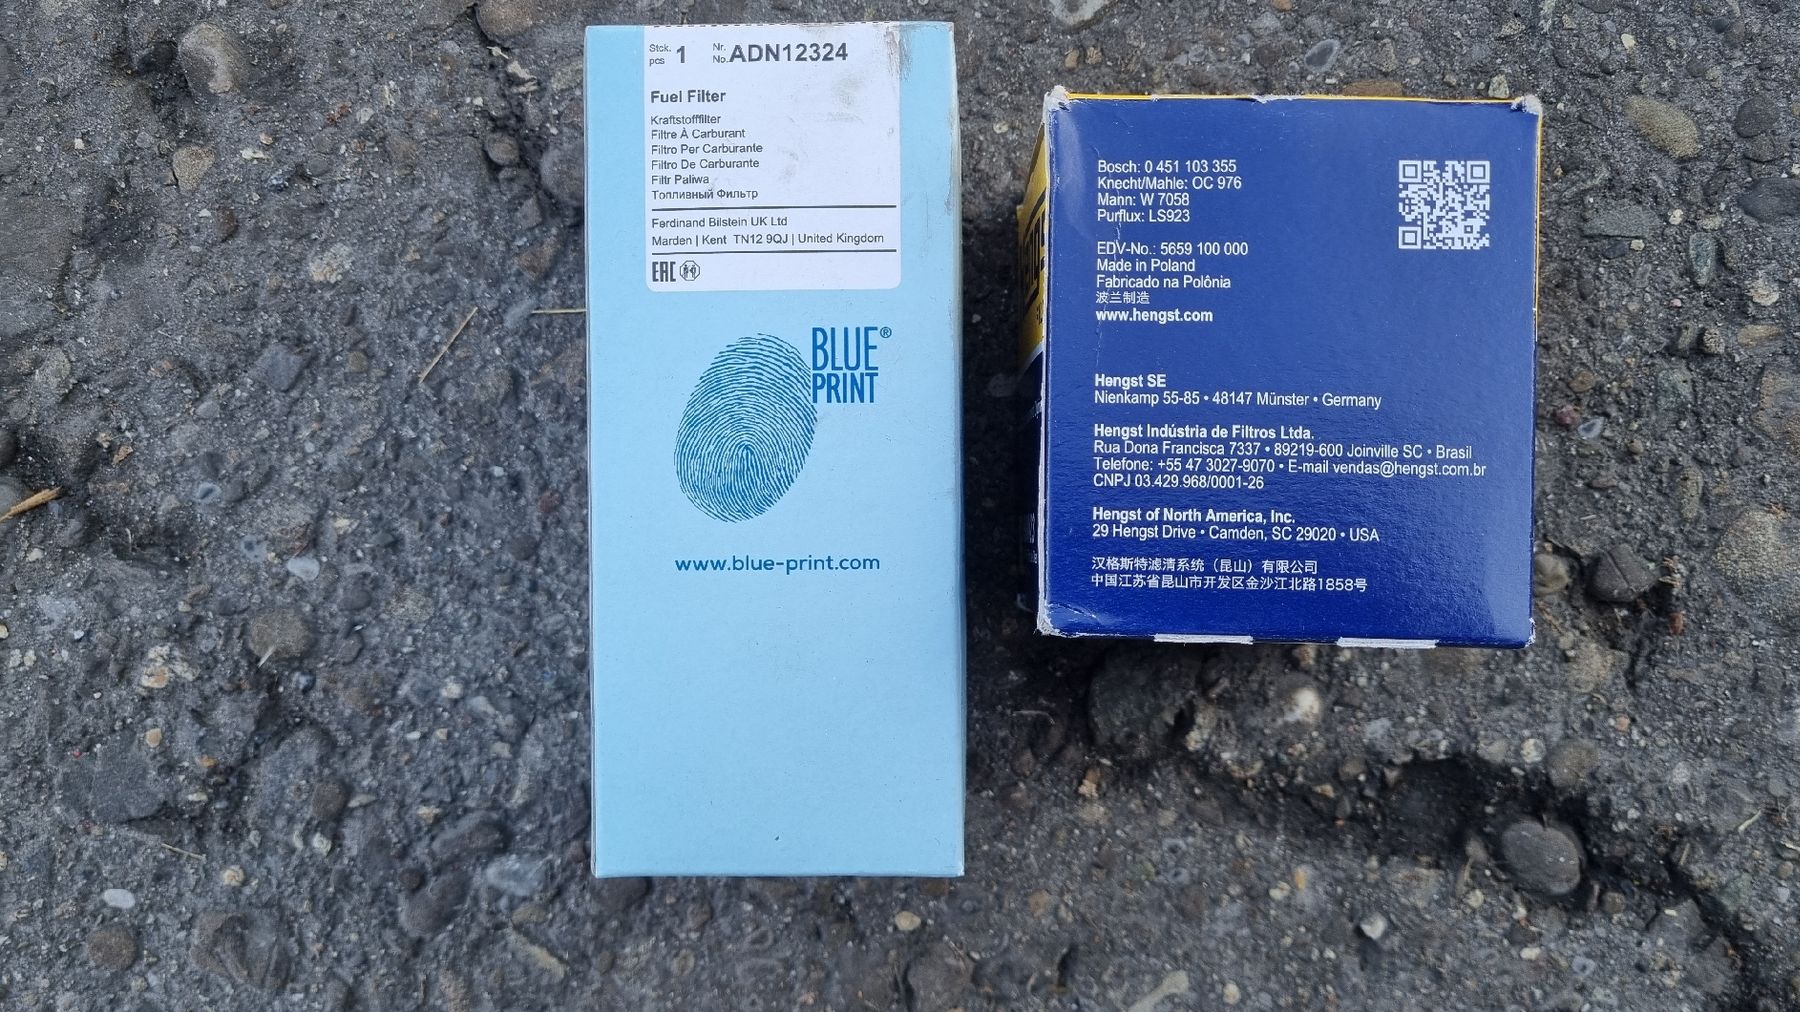 Stck. pcs 1 Nr. No. ADN12324
Fuel Filter
Kraftstofffilter
Filtre À Carburant
Filtro Per Carburante
Filtro De Carburante
Filtr Paliwa
Топливный Фильтр
Ferdinand Bilstein UK Ltd
Marden | Kent TN12 9QJ | United Kingdom
EAC
BLUE®
PRINT
www.blue-print.com
Bosch: 0 451 103 355
Knecht/Mahle: OC 976
Mann: W 7058
Purflux: LS923
EDV-No.: 5659 100 000
Made in Poland
Fabricado na Polônia
波兰制造
www.hengst.com
Hengst SE
Nienkamp 55-85 • 48147 Münster • Germany
Hengst Indústria de Filtros Ltda.
Rua Dona Francisca 7337 • 89219-600 Joinville SC • Brasil
Telefone: +55 47 3027-9070 • E-mail vendas@hengst.com.br
CNPJ 03.429.968/0001-26
Hengst of North America, Inc.
29 Hengst Drive • Camden, SC 29020 • USA
汉格斯特滤清系统（昆山）有限公司
中国江苏省昆山市开发区金沙江北路1858号